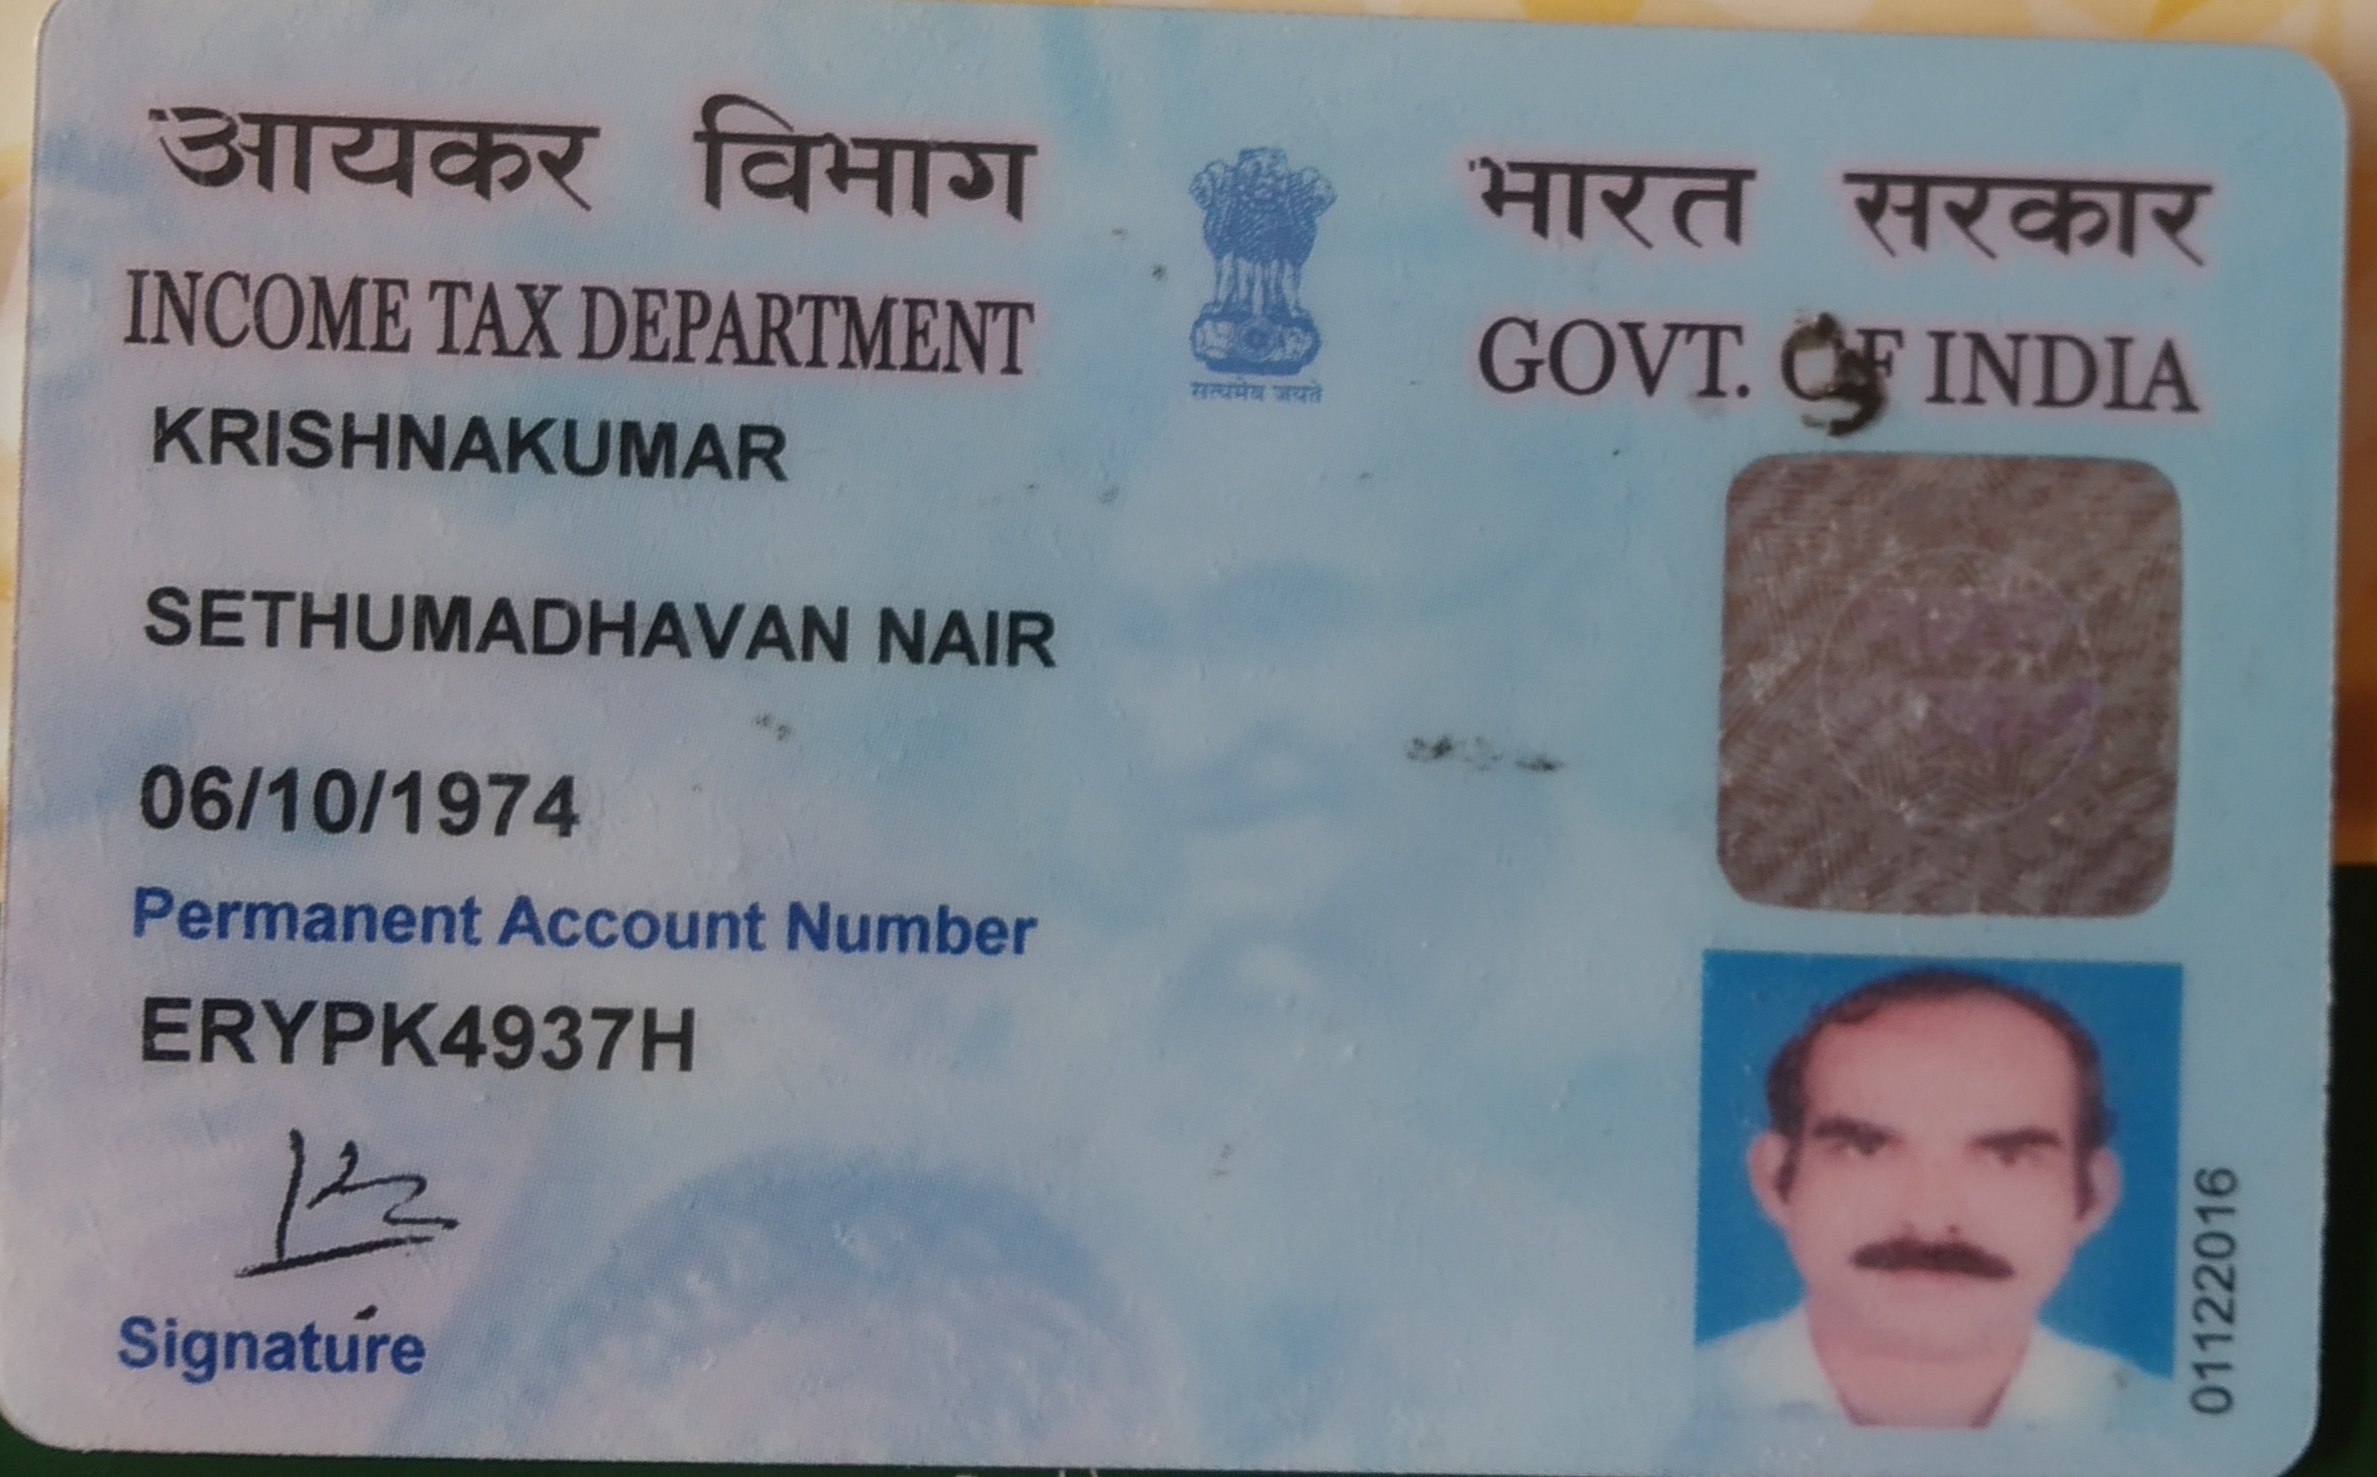 आयकर विभाग
INCOME TAX DEPARTMENT
भारत सरकार
GOVT. OF INDIA
सत्यमेव जयते
KRISHNAKUMAR
SETHUMADHAVAN NAIR
06/10/1974
Permanent Account Number
ERYPK4937H
Signature
01122016